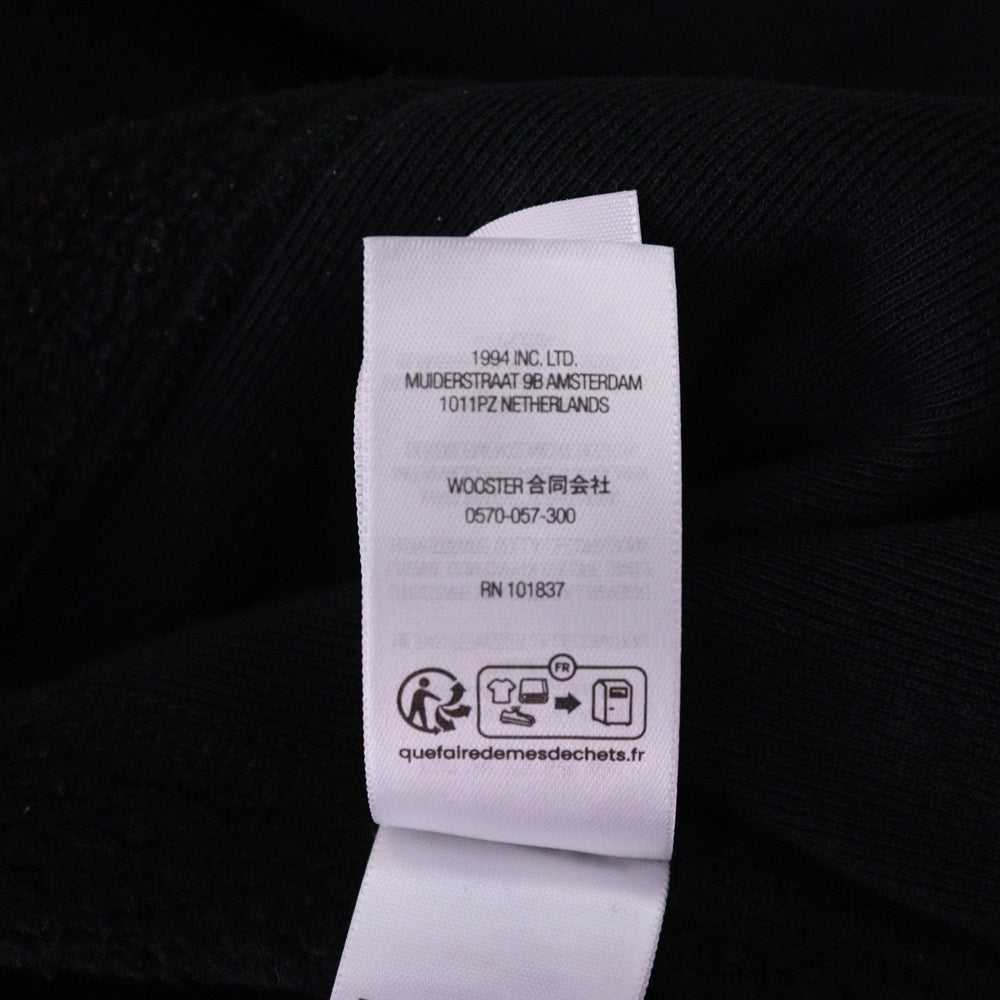 1994 INC. LTD.
MUIDERSTRAAT 9B AMSTERDAM
1011PZ NETHERLANDS
WOOSTER 合同会社
0570-057-300
RN 101837
FR
quefairedemesdechets.fr